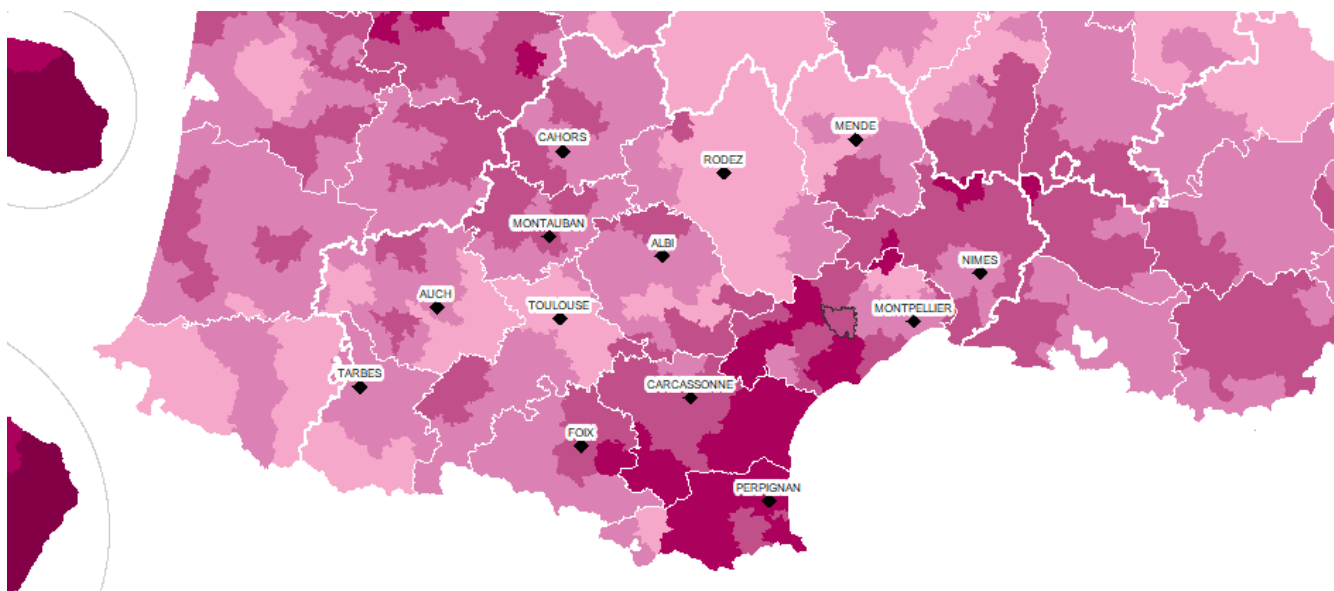 MENDE
CAHORS
RODEZ
MONTAUBAN
ALBI
NIMES
AUCH
TOULOUSE
MONTPELLIER
TARBES
CARCASSONNE
FOIX
PERPIGNAN